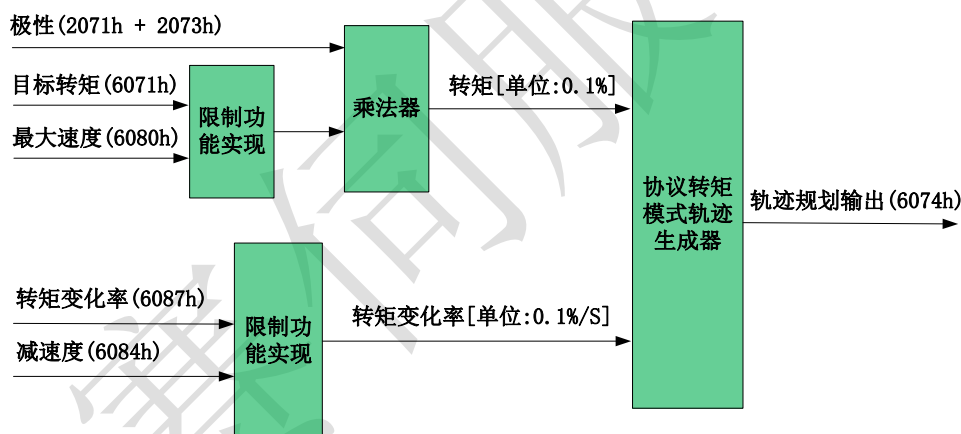 极性(2071h + 2073h)
目标转矩(6071h)
最大速度(6080h)
限制功
能实现
乘法器
转矩[单位:0.1%]
协议转矩
模式轨迹
生成器
轨迹规划输出(6074h)
转矩变化率(6087h)
减速度(6084h)
限制功
能实现
转矩变化率[单位:0.1%/S]
赛伺服